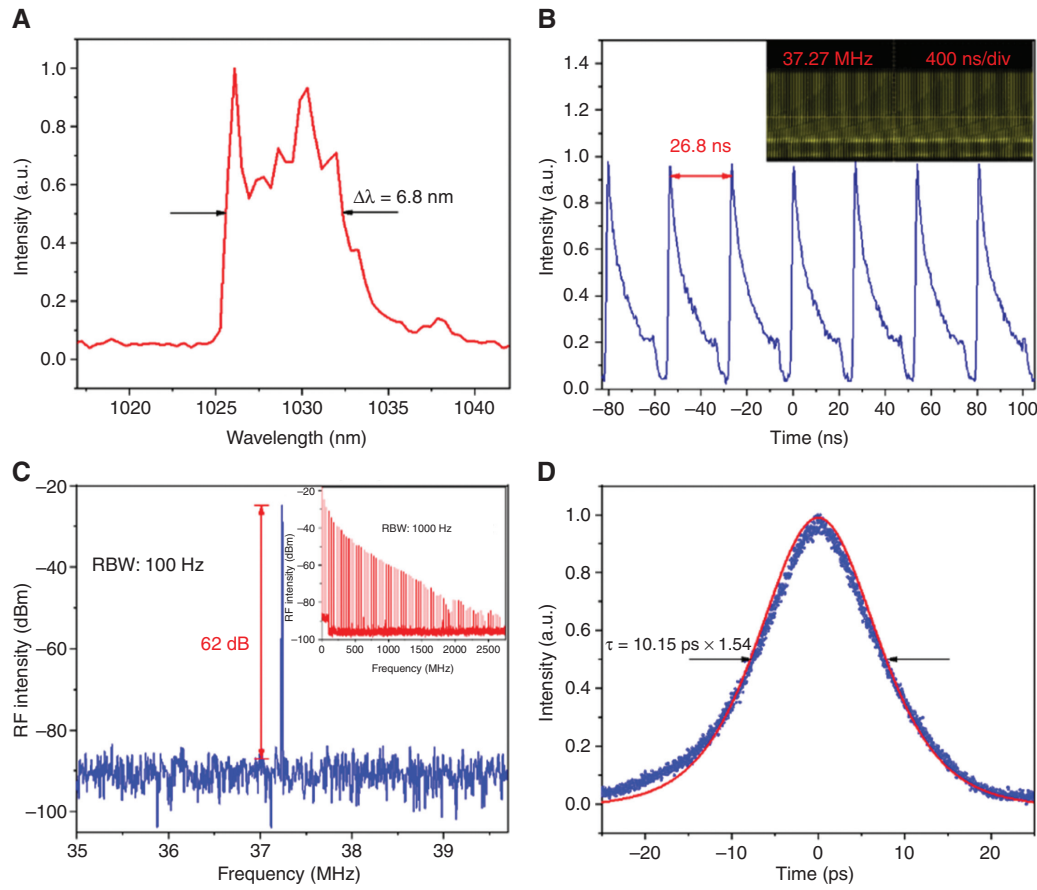 A
Intensity (a.u.)
1.0
0.8
0.6
0.4
0.2
0.0
Δλ = 6.8 nm
1020 1025 1030 1035 1040
Wavelength (nm)
B
Intensity (a.u.)
1.4
1.2
1.0
0.8
0.6
0.4
0.2
0.0
37.27 MHz 400 ns/div
26.8 ns
−80 −60 −40 −20 0 20 40 60 80 100
Time (ns)
C
RF intensity (dBm)
−20
−40
−60
−80
−100
RBW: 100 Hz
62 dB
RF intensity (dBm)
−20
−40
−60
−80
−100
RBW: 1000 Hz
0 500 1000 1500 2000 2500
Frequency (MHz)
35 36 37 38 39
Frequency (MHz)
D
Intensity (a.u.)
1.0
0.8
0.6
0.4
0.2
0.0
τ = 10.15 ps × 1.54
−20 −10 0 10 20
Time (ps)